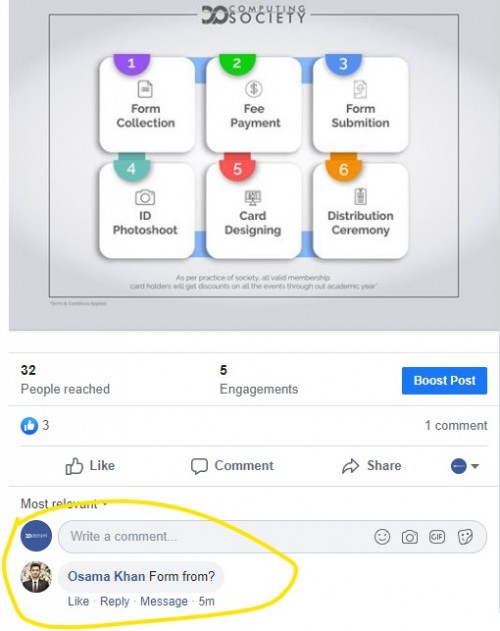 COMPUTING
SOCIETY
1
2
3
Form
Collection
Fee
Payment
Form
Submition
4
5
6
ID
Photoshoot
Card
Designing
Distribution
Ceremony
As per practice of society, all valid membership
card holders will get discounts on all the events through out academic year*
*Terms & Conditions Applied
32
People reached
5
Engagements
Boost Post
3
1 comment
Like
Comment
Share
Most relevant
Write a comment...
GIF
Osama Khan Form from?
Like · Reply · Message · 5m